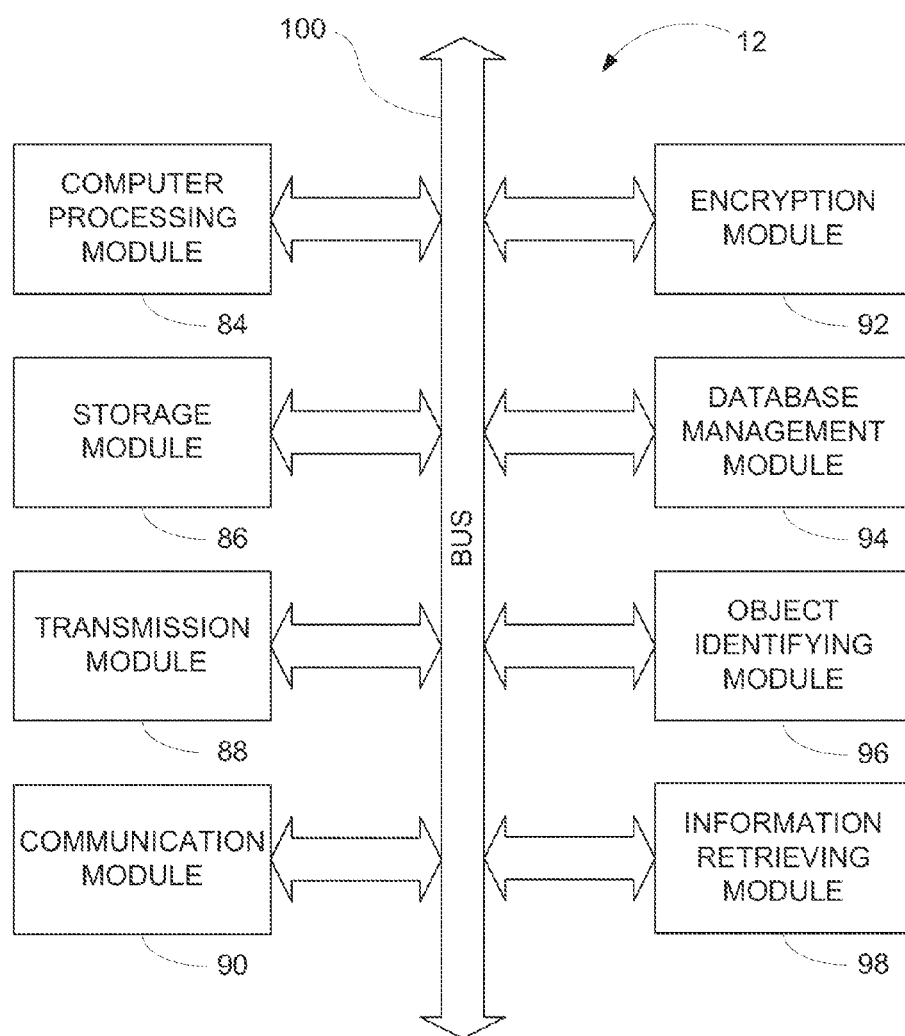 100
12
COMPUTER
PROCESSING
MODULE
84
ENCRYPTION
MODULE
92
STORAGE
MODULE
86
DATABASE
MANAGEMENT
MODULE
94
BUS
TRANSMISSION
MODULE
88
OBJECT
IDENTIFYING
MODULE
96
COMMUNICATION
MODULE
90
INFORMATION
RETRIEVING
MODULE
98